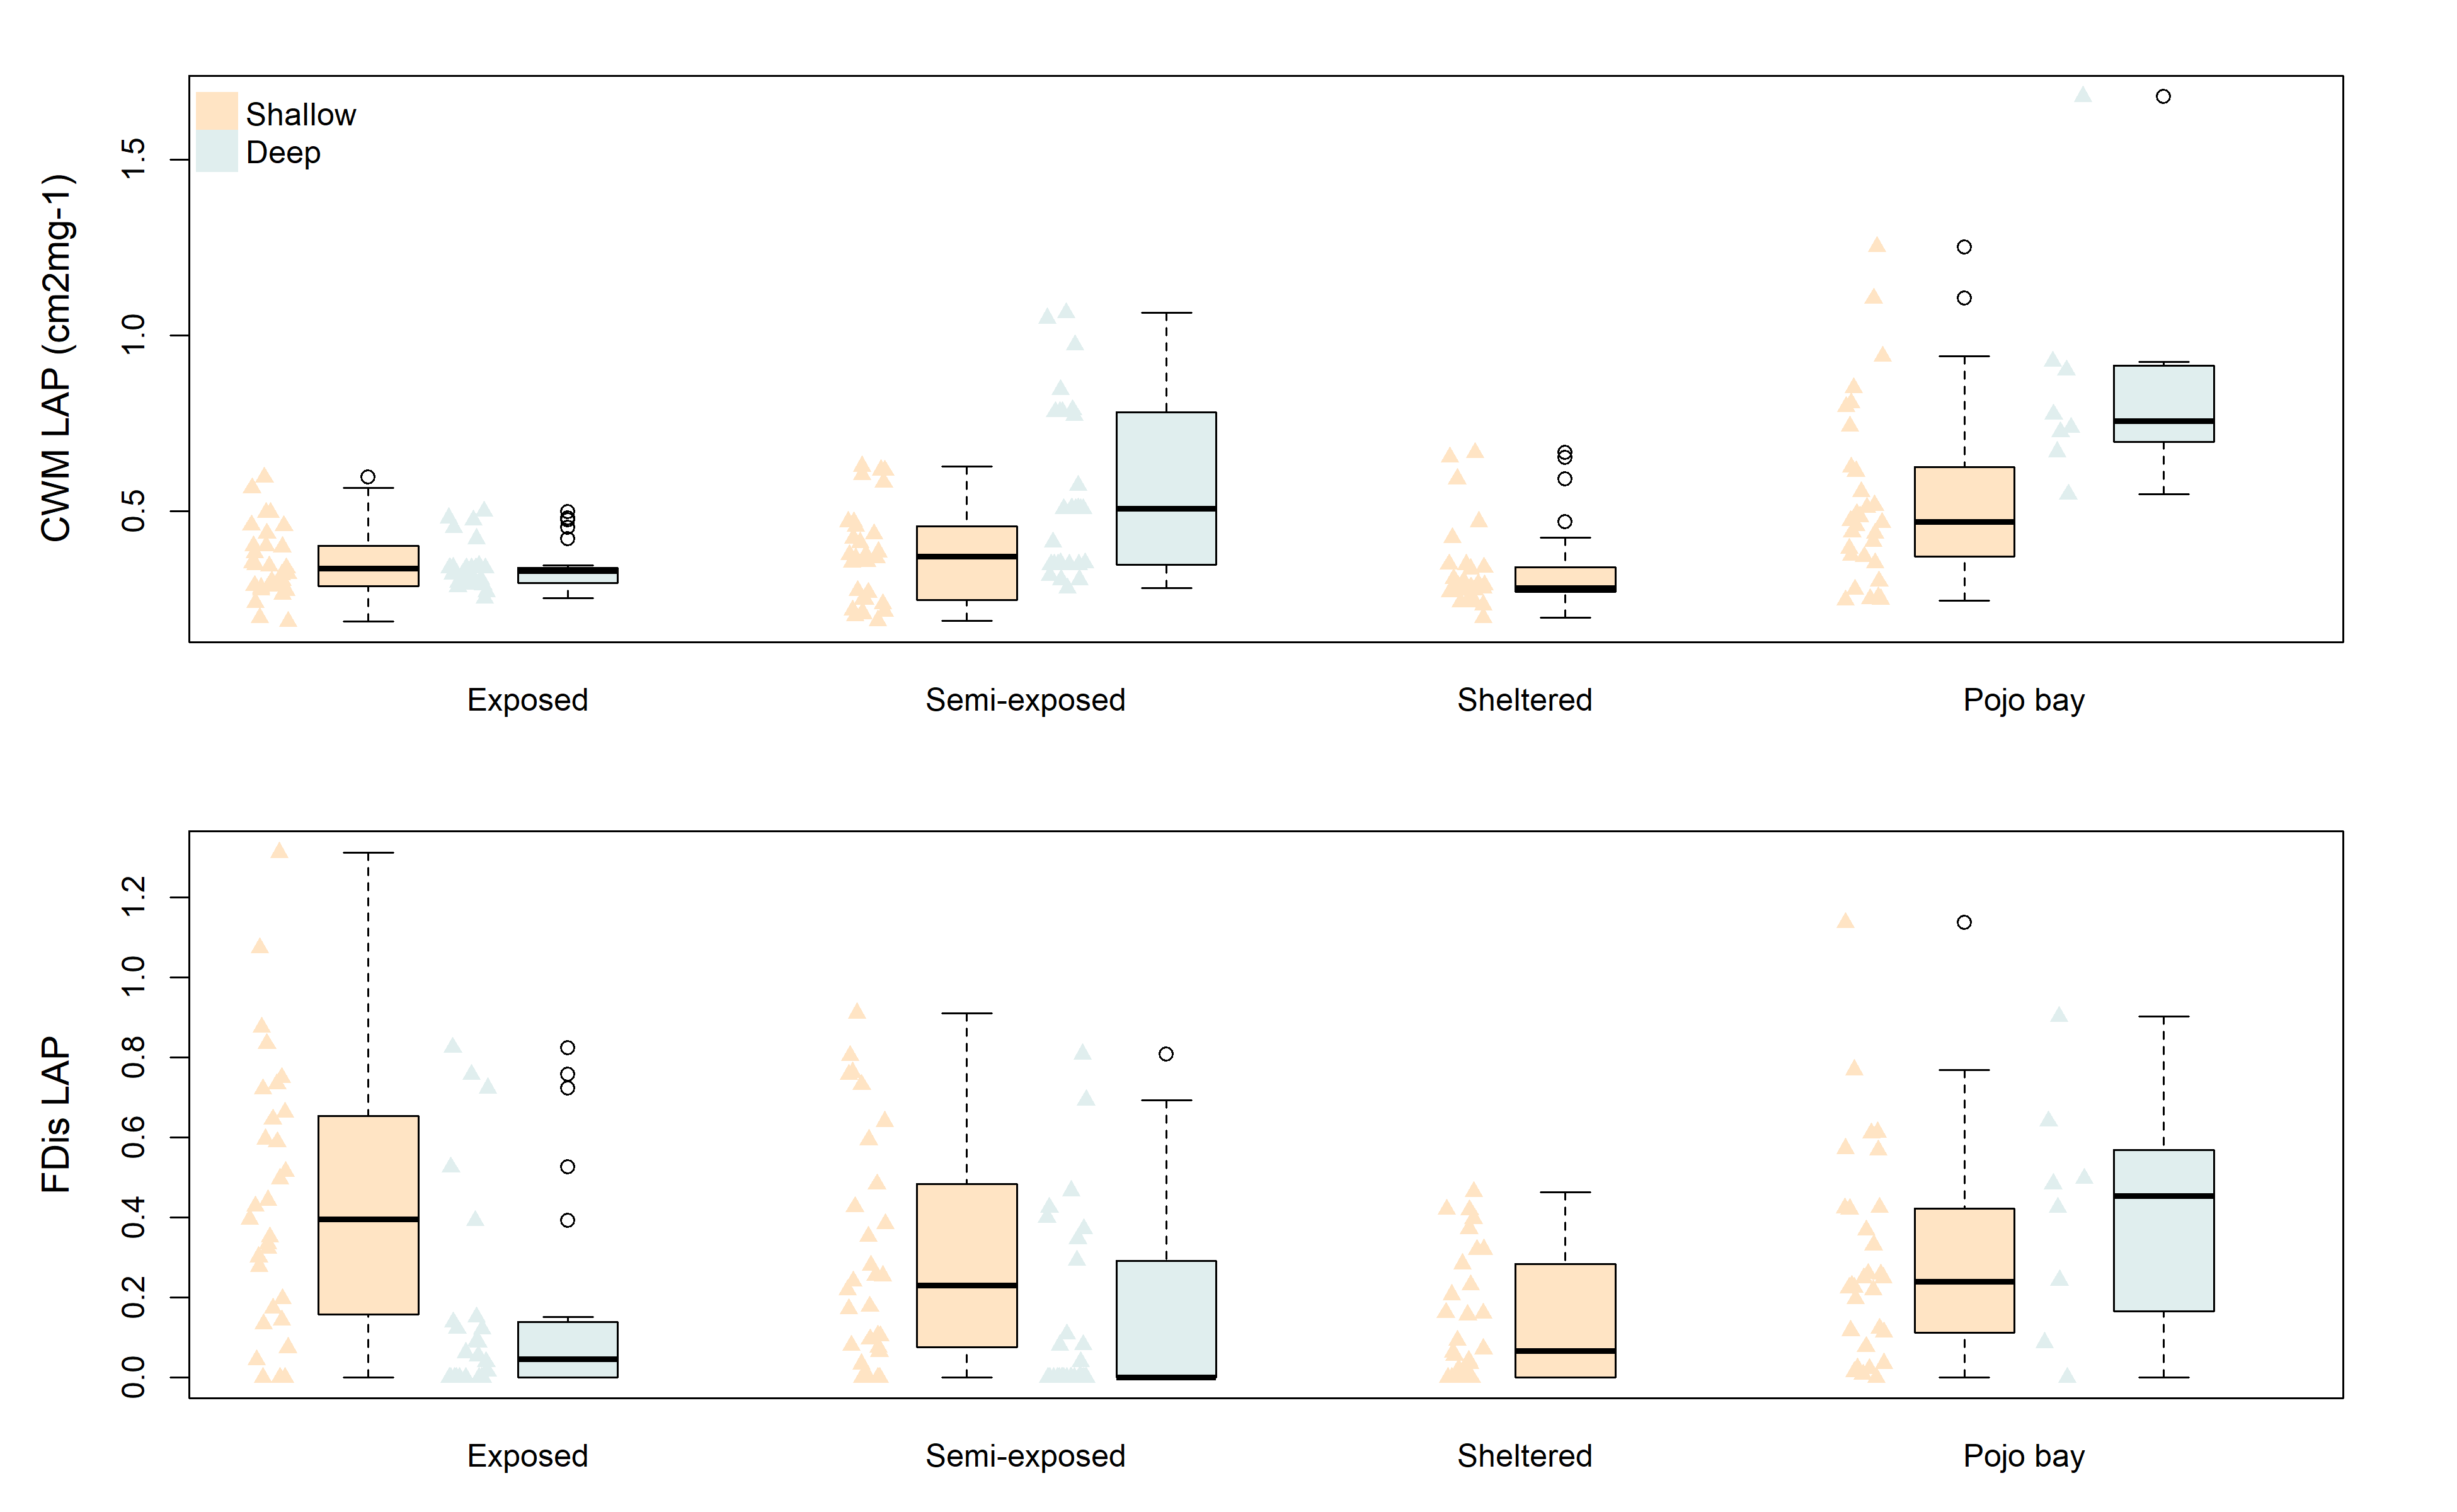 Shallow
Deep
CWM LAP (cm2mg-1)
1.5
1.0
0.5
Exposed Semi-exposed Sheltered Pojo bay
FDis LAP
1.2
1.0
0.8
0.6
0.4
0.2
0.0
Exposed Semi-exposed Sheltered Pojo bay